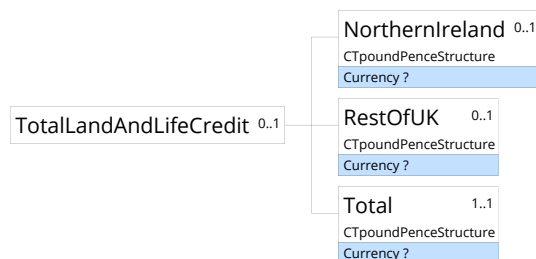 NorthernIreland 0..1
CTpoundPenceStructure
Currency ?
TotalLandAndLifeCredit 0..1
RestOfUK 0..1
CTpoundPenceStructure
Currency ?
Total 1..1
CTpoundPenceStructure
Currency ?